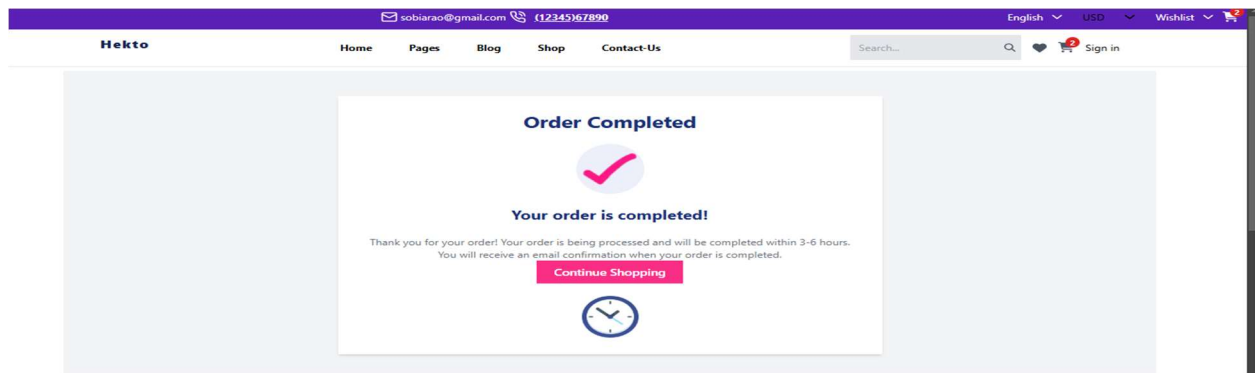 sobiarao@gmail.com (12345)67890 English USD Wishlist 2
Hekto Home Pages Blog Shop Contact-Us Search... 2 Sign in
Order Completed
Your order is completed!
Thank you for your order! Your order is being processed and will be completed within 3-6 hours.
You will receive an email confirmation when your order is completed.
Continue Shopping